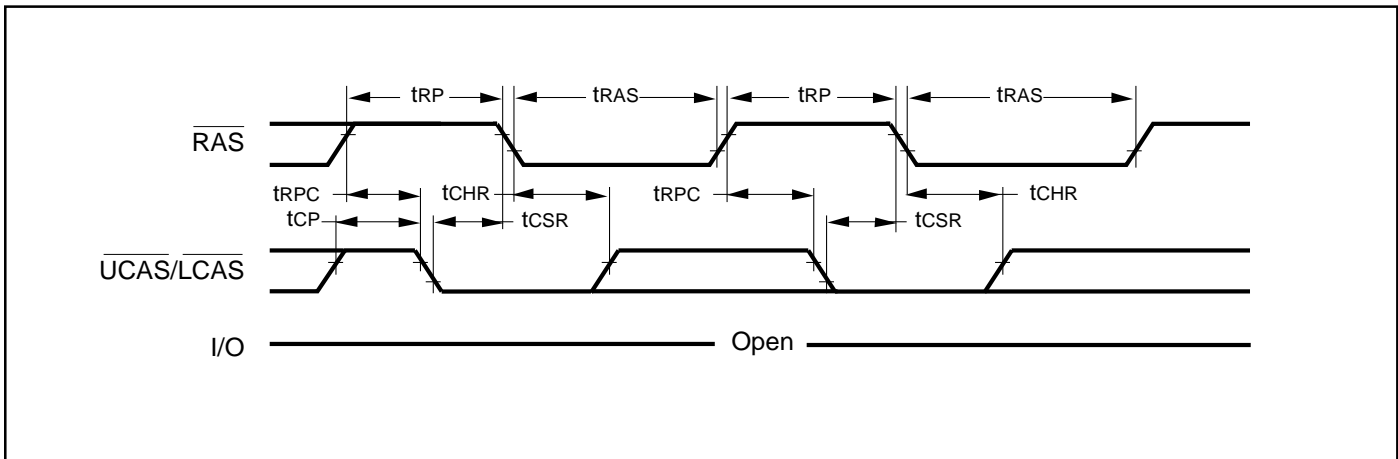 tRP tRAS tRP tRAS
RAS
tRPC tCHR tRPC tCHR
tCP tCSR tCSR
UCAS/LCAS
I/O Open